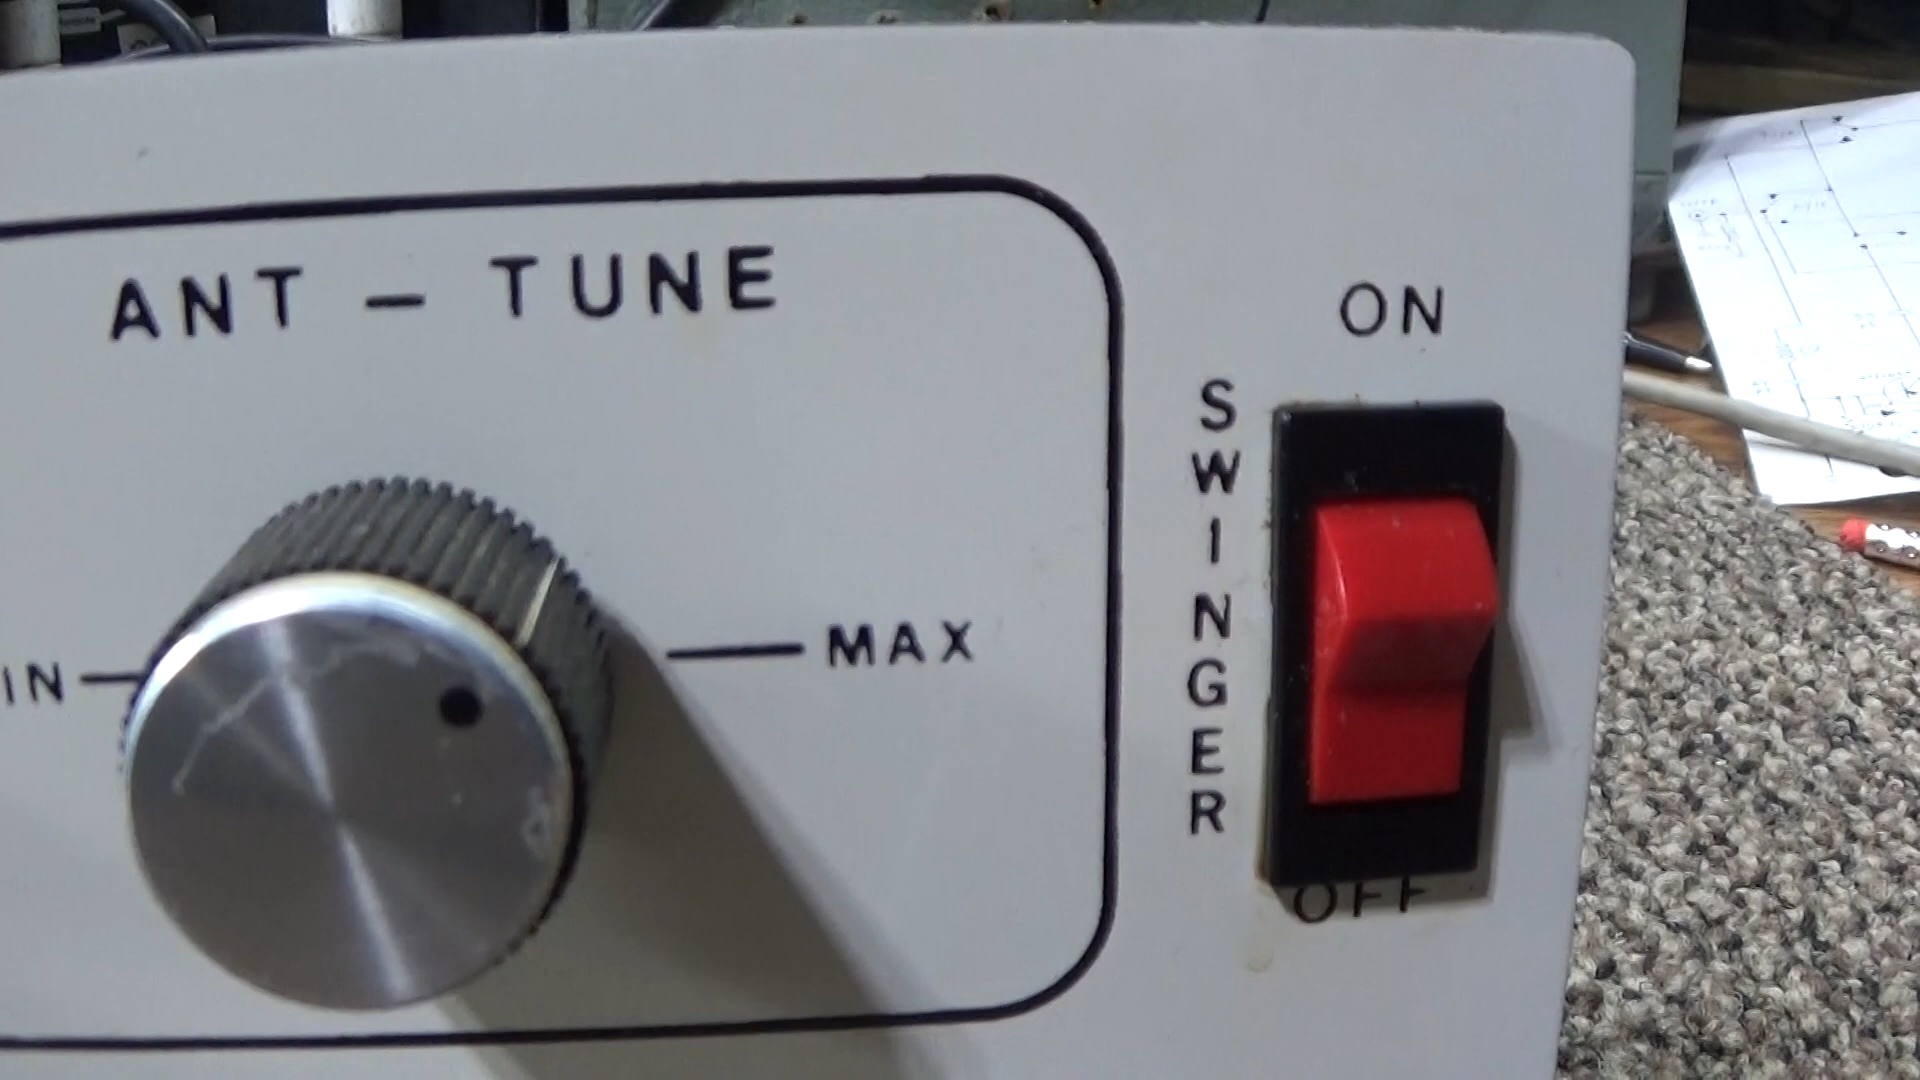 ANT – TUNE
IN
MAX
ON
SWINGER
OFF